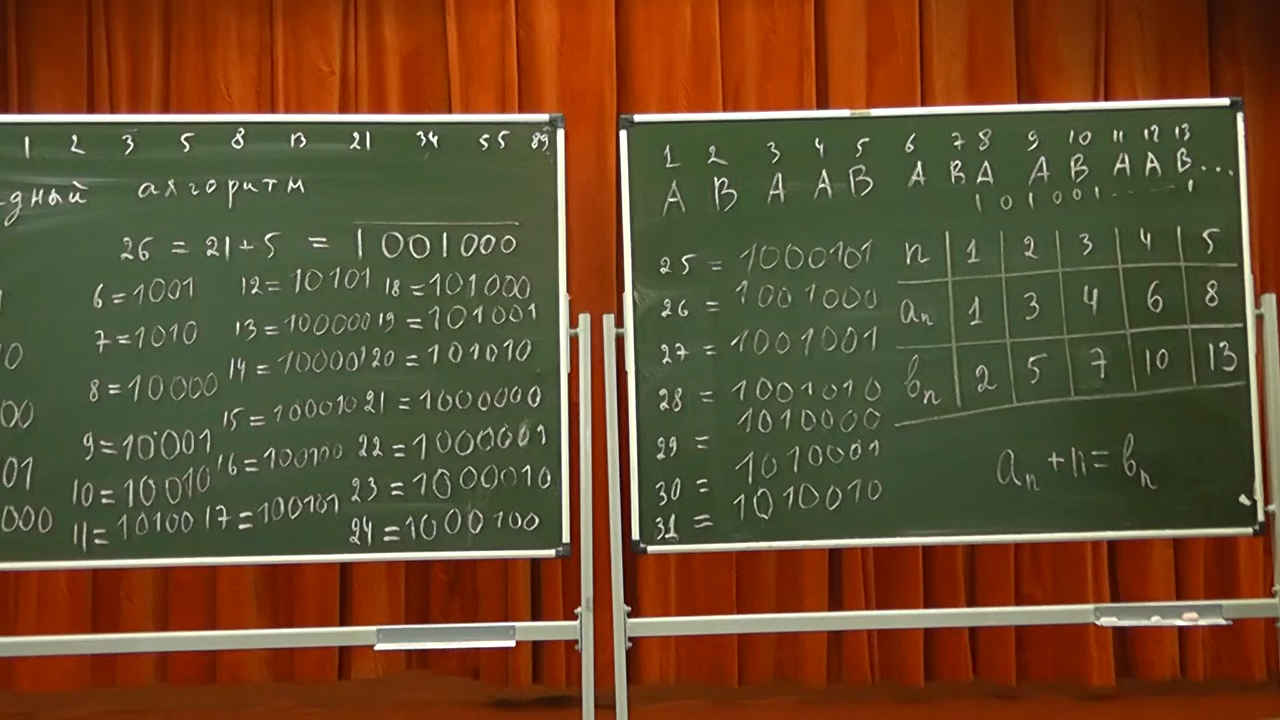 1 2 3 5 8 13 21 34 55 89
дный алгоритм
26 = 21 + 5 = 1001000
6 = 1001 12 = 10101 18 = 101000
7 = 1010 13 = 100000 19 = 101001
0 8 = 10000 14 = 100001 20 = 101010
00 15 = 100010 21 = 1000000
01 9 = 10001 16 = 100100 22 = 1000001
10 = 10010 23 = 1000010
000 11 = 10100 17 = 100101 24 = 1000100
1 2 3 4 5 6 7 8 9 10 11 12 13
A B A A B A B A A B A A B...
1 0 1 0 0 1 ..... 1
25 = 1000101
26 = 1001000
27 = 1001001
28 = 1001010
29 = 1010000
30 = 1010001
31 = 1010010
n 1 2 3 4 5
aₙ 1 3 4 6 8
bₙ 2 5 7 10 13
aₙ + n = bₙ